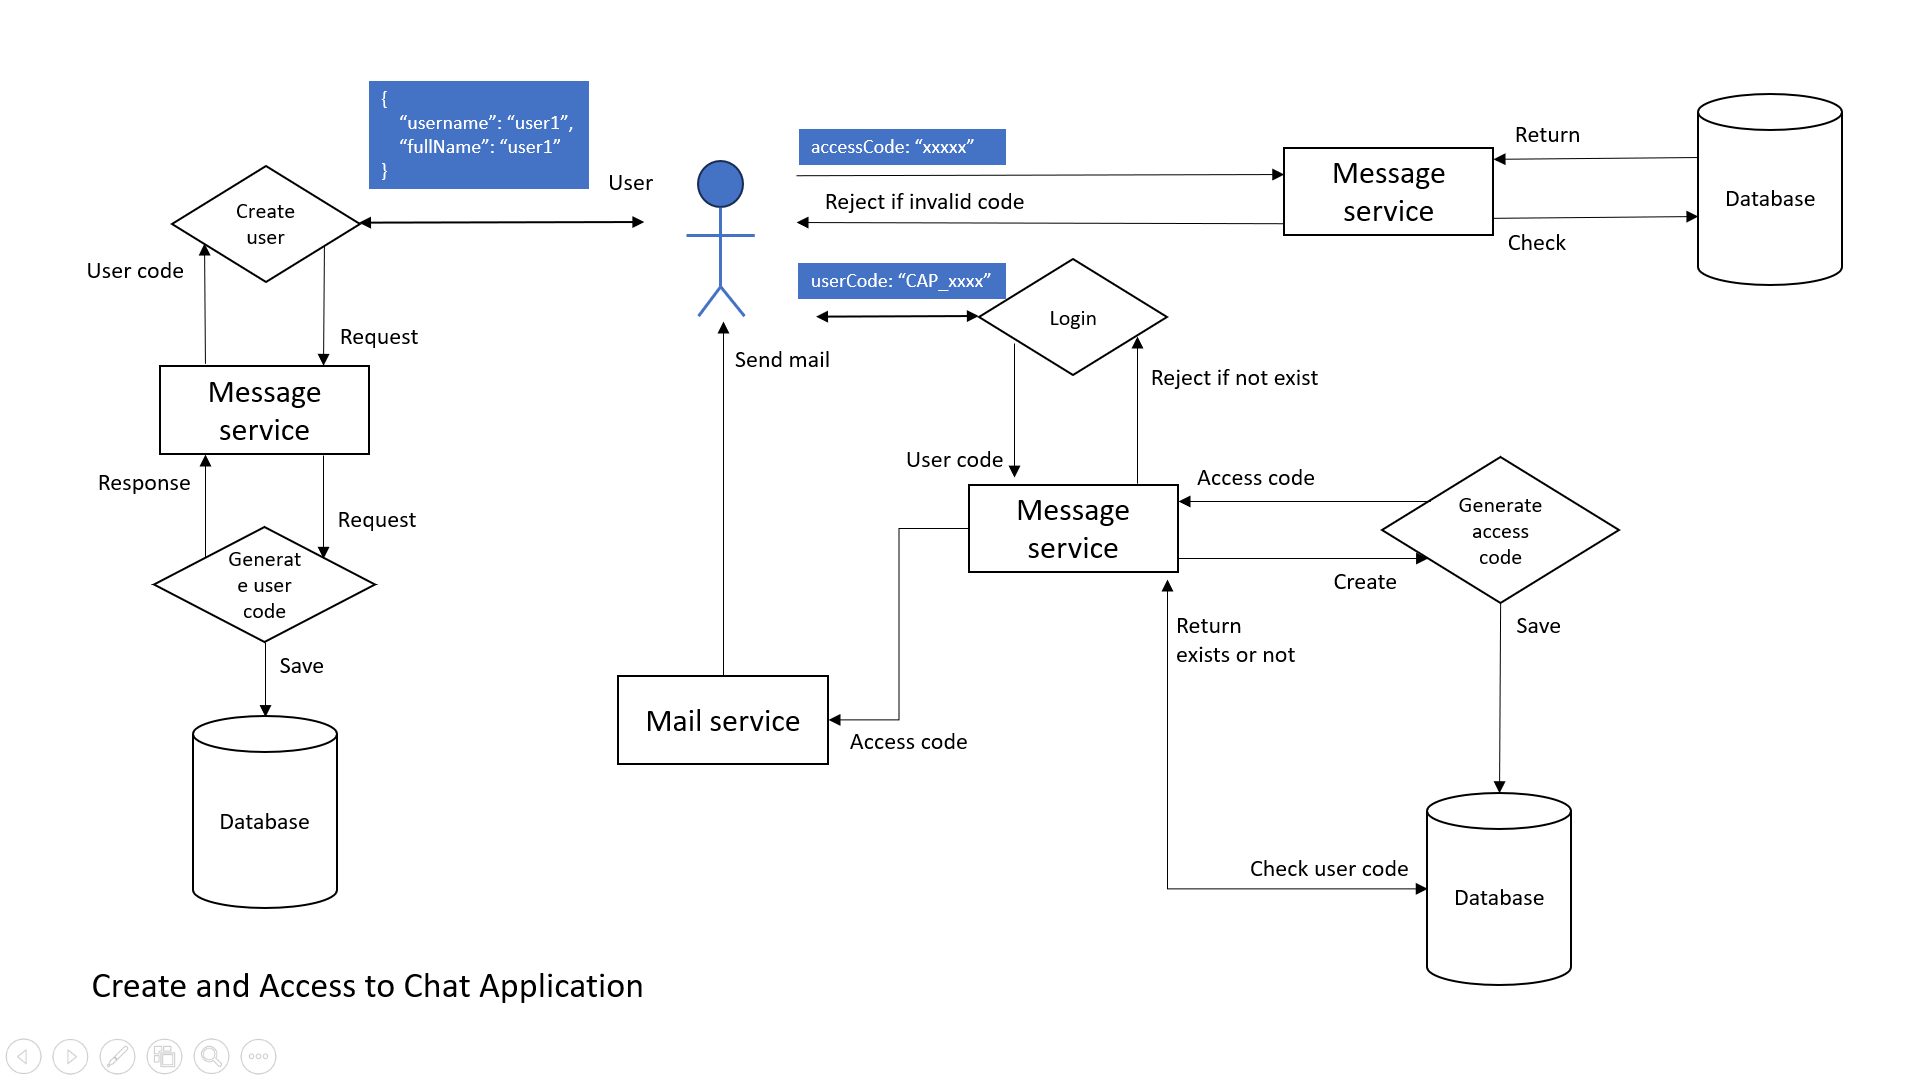 {
“username”: “user1”,
“fullName”: “user1”
}
User
Create
user
User code
Request
Message
service
Response
Request
Generat
e user
code
Save
Database
accessCode: “xxxxx”
Reject if invalid code
Message
service
Return
Check
Database
userCode: “CAP_xxxx”
Login
Send mail
Reject if not exist
User code
Message
service
Access code
Create
Generate
access
code
Save
Return
exists or not
Mail service
Access code
Check user code
Database
Create and Access to Chat Application